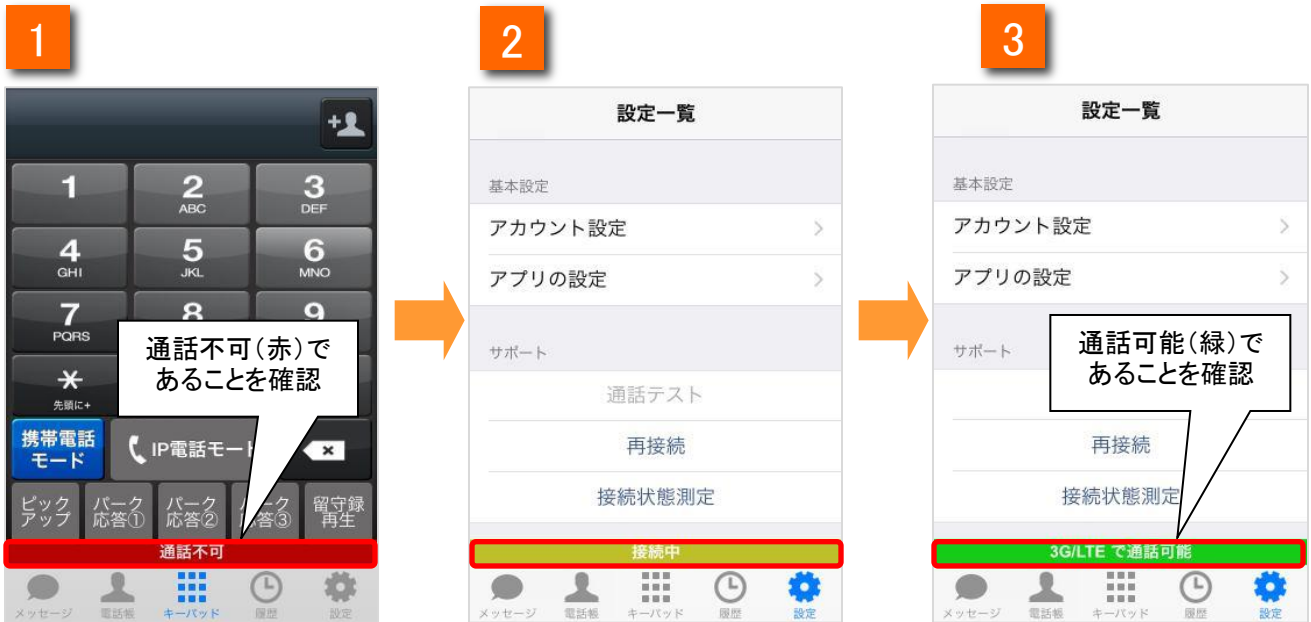 1
2
3
1
2
ABC
3
DEF
4
GHI
5
JKL
6
MNO
7
PQRS
8
9
通話不可(赤)で
あることを確認
先頭に+
携帯電話
モード
IP電話モー
ピック
アップ
パーク
応答①
パーク
応答②
ーク
答③
留守録
再生
通話不可
メッセージ
電話帳
キーパッド
履歴
設定
設定一覧
基本設定
アカウント設定
アプリの設定
サポート
通話テスト
再接続
接続状態測定
接続中
メッセージ
電話帳
キーパッド
履歴
設定
設定一覧
基本設定
アカウント設定
アプリの設定
サポート
通話可能(緑)で
あることを確認
再接続
接続状態測定
3G/LTE で通話可能
メッセージ
電話帳
キーパッド
履歴
設定